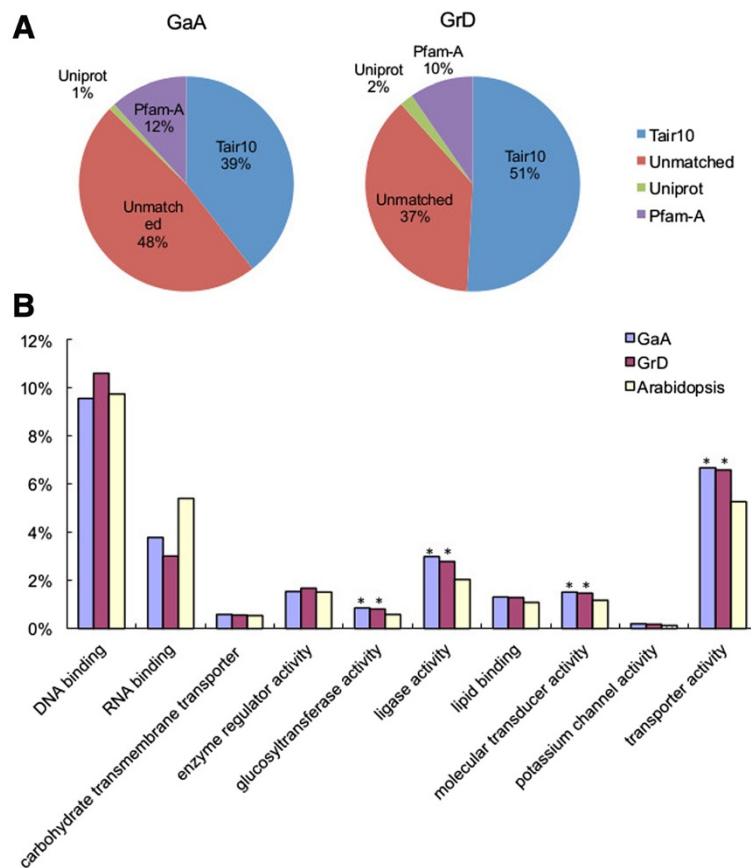 A
GaA
GrD
Uniprot
1%
Pfam-A
12%
Tair10
39%
Unmatch
ed
48%
Uniprot
2%
Pfam-A
10%
Tair10
51%
Unmatched
37%
Tair10
Unmatched
Uniprot
Pfam-A
B
12%
10%
8%
6%
4%
2%
0%
GaA
GrD
Arabidopsis
* *
* *
* *
* *
DNA binding
RNA binding
carbohydrate transmembrane transporter
enzyme regulator activity
glucosyltransferase activity
ligase activity
lipid binding
molecular transducer activity
potassium channel activity
transporter activity